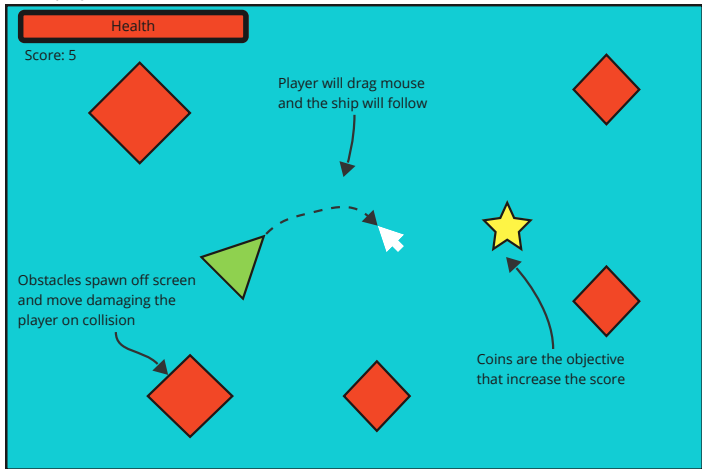 Health
Score: 5
Player will drag mouse
and the ship will follow
Obstacles spawn off screen
and move damaging the
player on collision
Coins are the objective
that increase the score